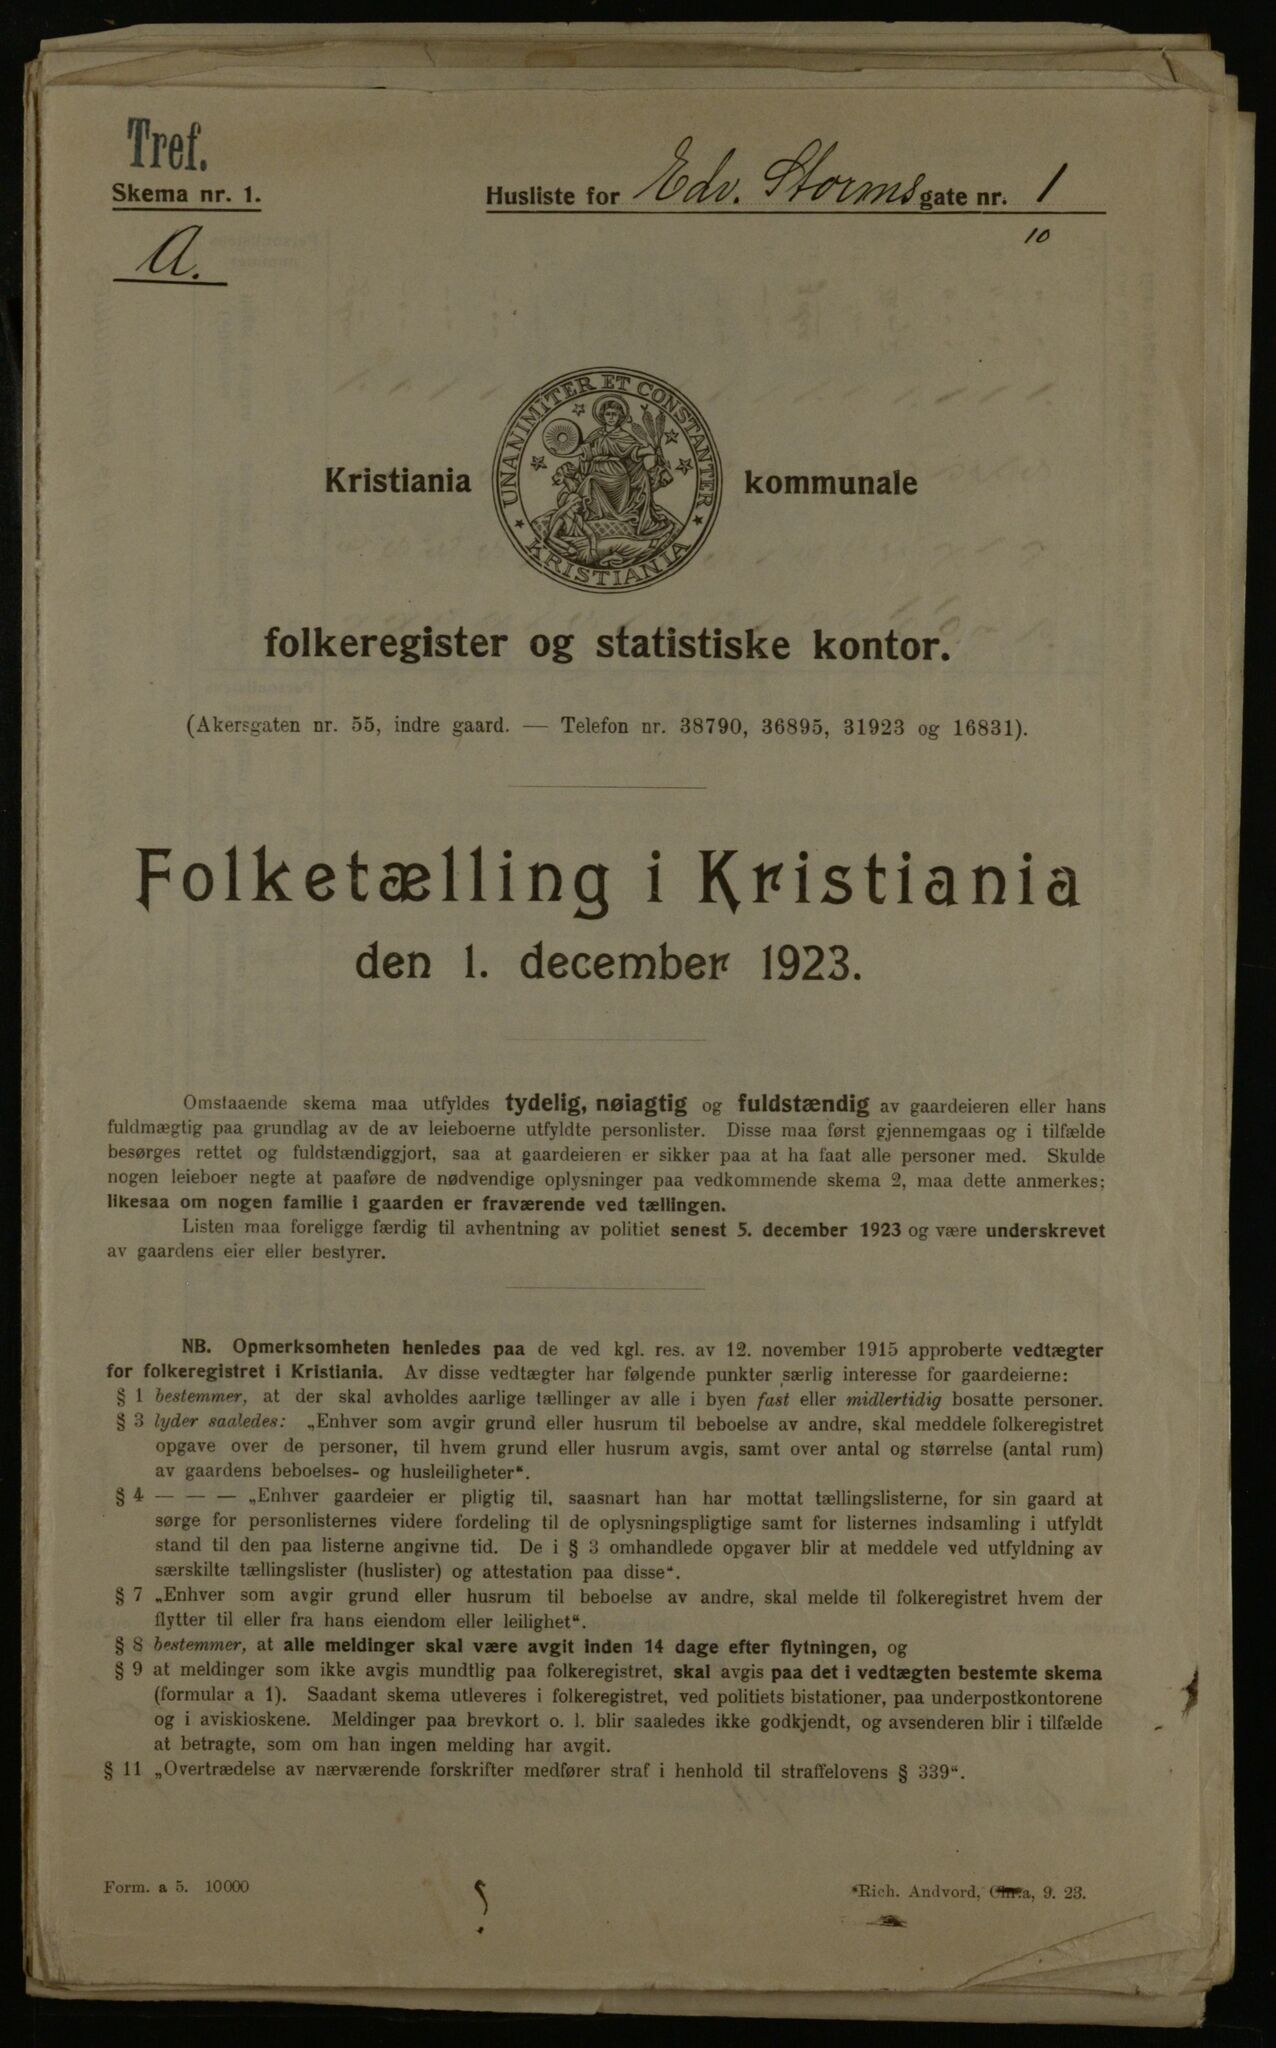 Tref.
Skema nr. 1.
Husliste for Edv. Stormsgate nr. 1
10
A.
UNANIMITER ET CONSTANTER
KRISTIANIA
Kristiania kommunale
folkeregister og statistiske kontor.
(Akersgaten nr. 55, indre gaard. — Telefon nr. 38790, 36895, 31923 og 16831).
Folketælling i Kristiania
den 1. december 1923.
Omstaaende skema maa utfyldes tydelig, nøiagtig og fuldstændig av gaardeieren eller hans
fuldmægtig paa grundlag av de av leieboerne utfyldte personlister. Disse maa først gjennemgaas og i tilfælde
besørges rettet og fuldstændiggjort, saa at gaardeieren er sikker paa at ha faat alle personer med. Skulde
nogen leieboer negte at paaføre de nødvendige oplysninger paa vedkommende skema 2, maa dette anmerkes;
likesaa om nogen familie i gaarden er fraværende ved tællingen.
Listen maa foreligge færdig til avhentning av politiet senest 5. december 1923 og være underskrevet
av gaardens eier eller bestyrer.
NB. Opmerksomheten henledes paa de ved kgl. res. av 12. november 1915 approberte vedtægter
for folkeregistret i Kristiania. Av disse vedtægter har følgende punkter særlig interesse for gaardeierne:
§ 1 bestemmer, at der skal avholdes aarlige tællinger av alle i byen fast eller midlertidig bosatte personer.
§ 3 lyder saaledes: „Enhver som avgir grund eller husrum til beboelse av andre, skal meddele folkeregistret
opgave over de personer, til hvem grund eller husrum avgis, samt over antal og størrelse (antal rum)
av gaardens beboelses- og husleiligheter“.
§ 4 — — — „Enhver gaardeier er pligtig til, saasnart han har mottat tællingslisterne, for sin gaard at
sørge for personlisternes videre fordeling til de oplysningspligtige samt for listernes indsamling i utfyldt
stand til den paa listerne angivne tid. De i § 3 omhandlede opgaver blir at meddele ved utfyldning av
særskilte tællingslister (huslister) og attestation paa disse“.
§ 7 „Enhver som avgir grund eller husrum til beboelse av andre, skal melde til folkeregistret hvem der
flytter til eller fra hans eiendom eller leilighet“.
§ 8 bestemmer, at alle meldinger skal være avgit inden 14 dage efter flytningen, og
§ 9 at meldinger som ikke avgis mundtlig paa folkeregistret, skal avgis paa det i vedtægten bestemte skema
(formular a 1). Saadant skema utleveres i folkeregistret, ved politiets bistationer, paa underpostkontorene
og i aviskioskene. Meldinger paa brevkort o. l. blir saaledes ikke godkjendt, og avsenderen blir i tilfælde
at betragte, som om han ingen melding har avgit.
§ 11 „Overtrædelse av nærværende forskrifter medfører straf i henhold til straffelovens § 339“.
Form. a 5. 10000
Rich. Andvord, Chra, 9. 23.